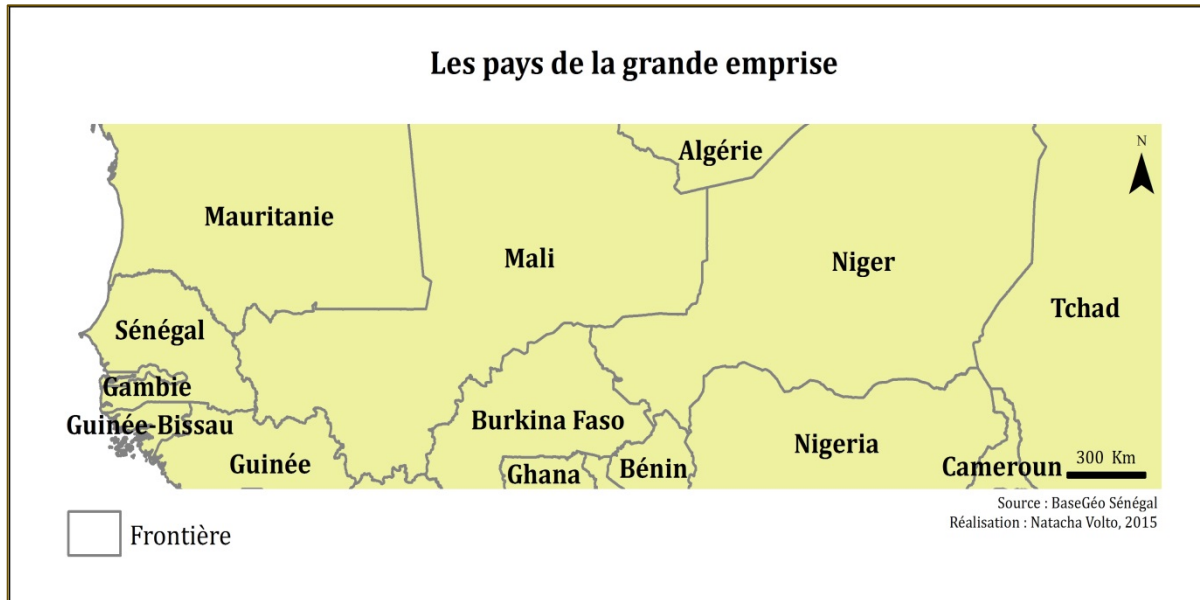 Les pays de la grande emprise
N
Algérie
Mauritanie
Mali
Niger
Tchad
Sénégal
Gambie
Guinée-Bissau
Burkina Faso
Nigeria
Guinée
Ghana
Bénin
Cameroun
300 Km
Source : BaseGéo Sénégal
Réalisation : Natacha Volto, 2015
Frontière